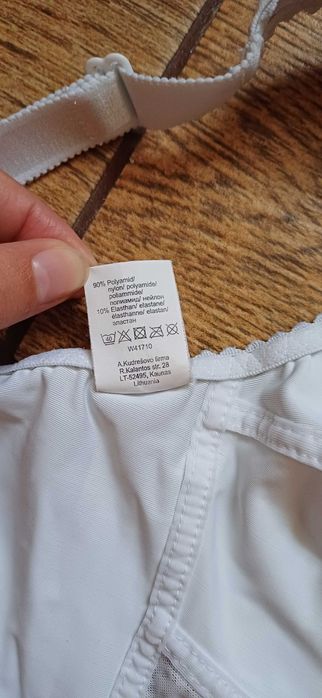 90% Polyamid/
nylon/ polyamide/
poliammide/
полиамид/ нейлон
10% Elasthan/ elastane/
élasthanne/ elastan/
эластан
40
W41710
A.Kudrešovo firma
R.Kalantos str. 28
LT-52495, Kaunas
Lithuania